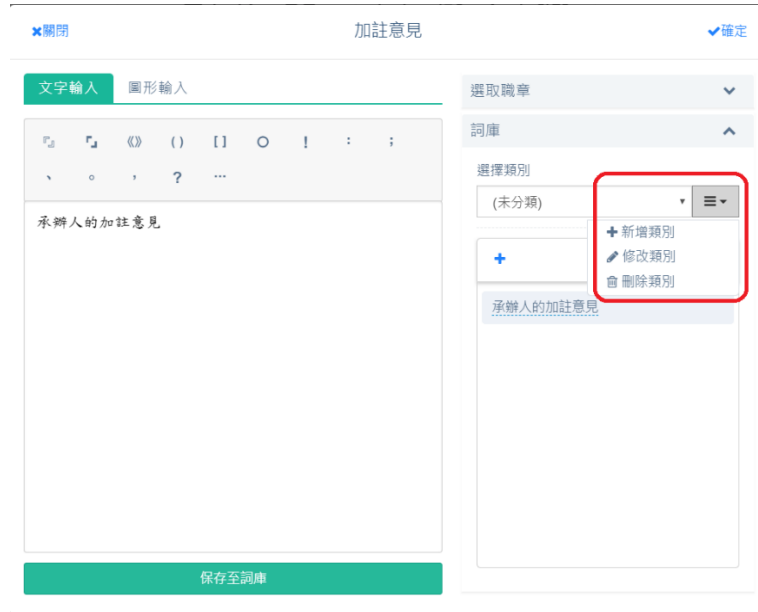 ✖關閉 加註意見 ✔確定
文字輸入 圖形輸入
『』 「」 《》 ( ) [ ] ○ ! : ;
、 。 , ? …
承辦人的加註意見
保存至詞庫
選取職章
詞庫
選擇類別
(未分類)
新增類別
修改類別
刪除類別
+
承辦人的加註意見